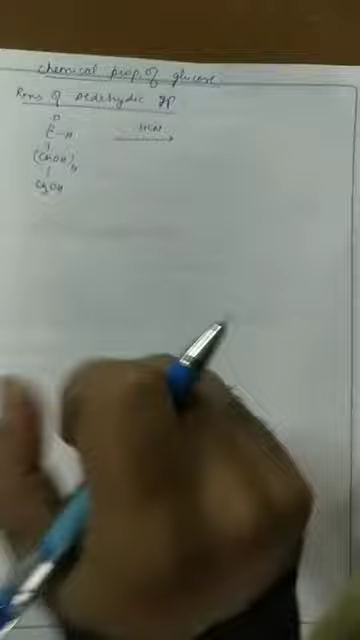 chemical prop. of glucose
Rxns of aldehydic gp
O
C-H HCN
(CHOH)4
CH2OH